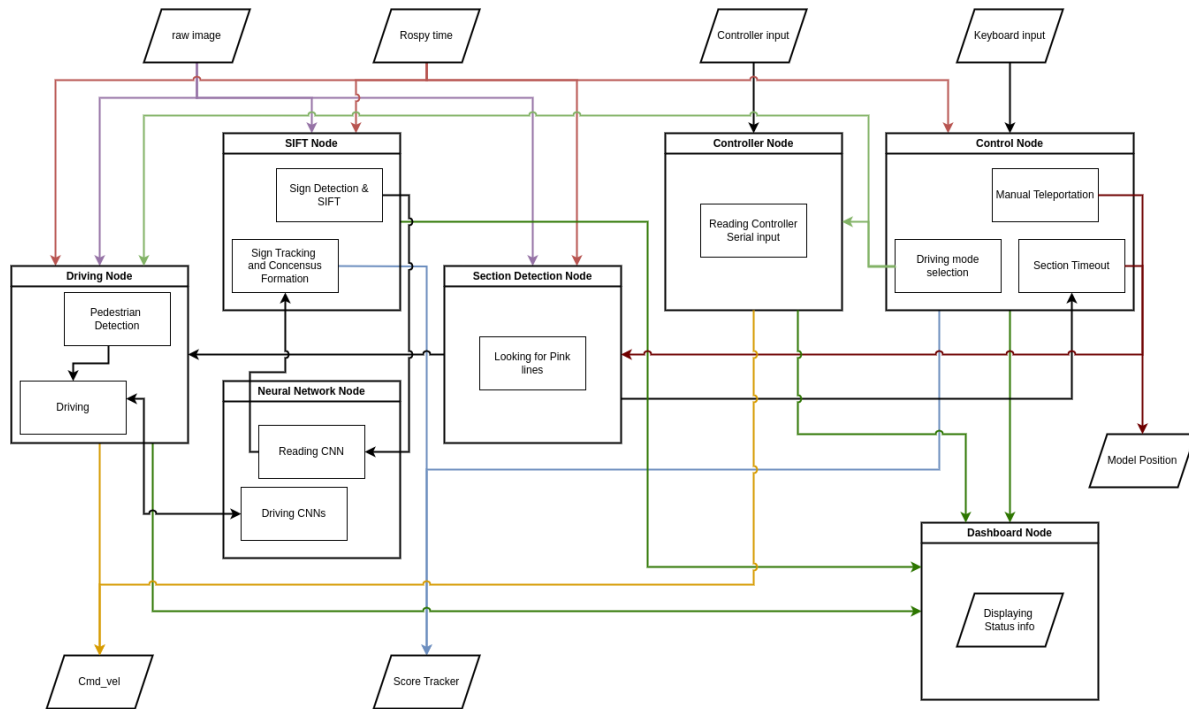 raw image
Rospy time
Controller input
Keyboard input
SIFT Node
Sign Detection &
SIFT
Sign Tracking
and Concensus
Formation
Controller Node
Reading Controller
Serial input
Control Node
Manual Teleportation
Driving mode
selection
Section Timeout
Driving Node
Pedestrian
Detection
Driving
Section Detection Node
Looking for Pink
lines
Neural Network Node
Reading CNN
Driving CNNs
Model Position
Dashboard Node
Displaying
Status info
Cmd_vel
Score Tracker